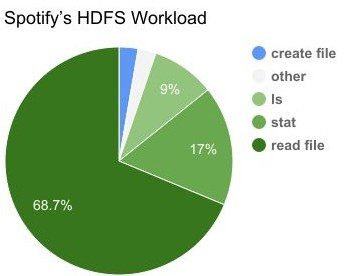 Spotify's HDFS Workload
create file
other
ls
stat
read file
9%
17%
68.7%